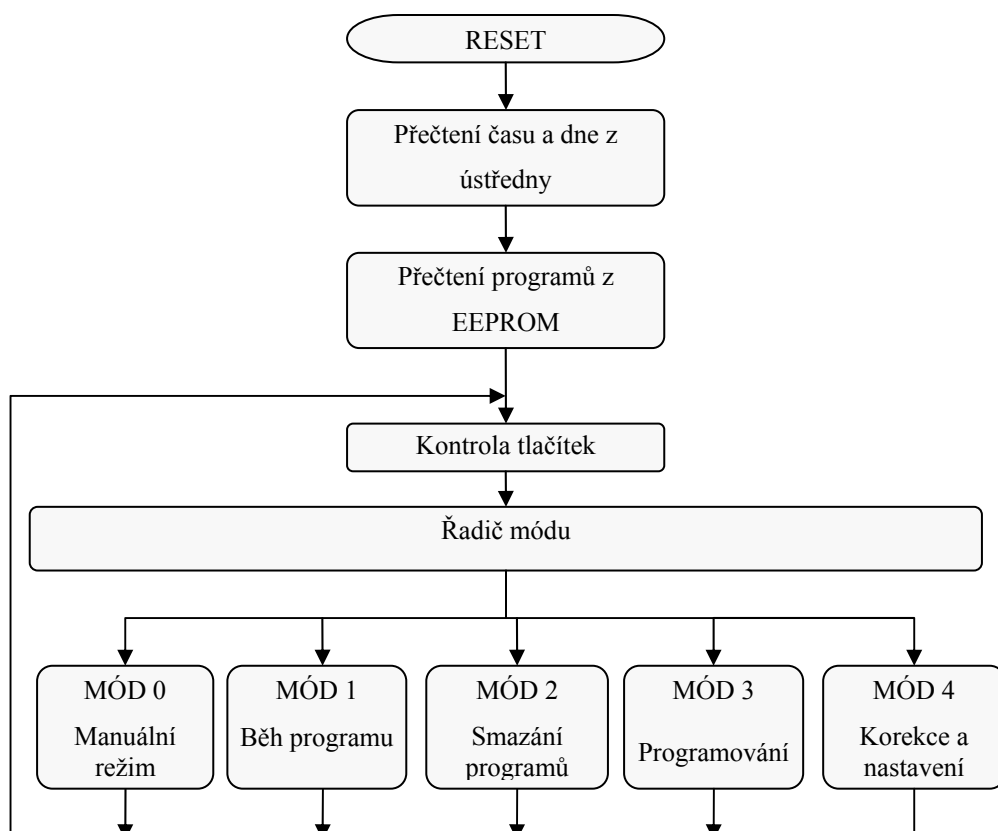 RESET
Přečtení času a dne z
ústředny
Přečtení programů z
EEPROM
Kontrola tlačítek
Řadič módu
MÓD 0
Manuální
režim
MÓD 1
Běh programu
MÓD 2
Smazání
programů
MÓD 3
Programování
MÓD 4
Korekce a
nastavení